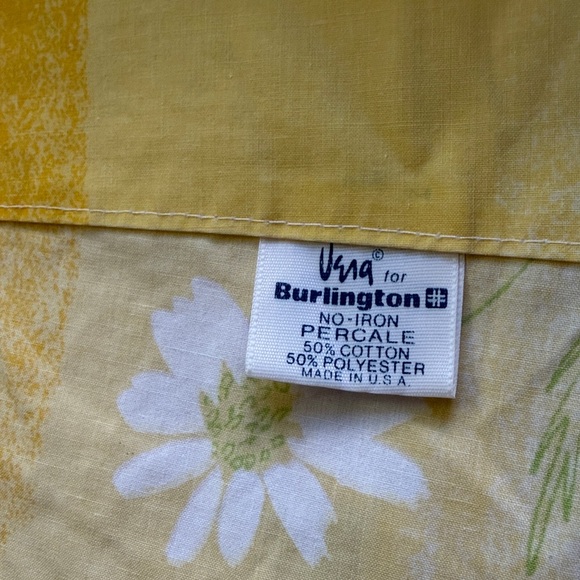 Vera © for
Burlington
NO-IRON
PERCALE
50% COTTON
50% POLYESTER
MADE IN U.S.A.